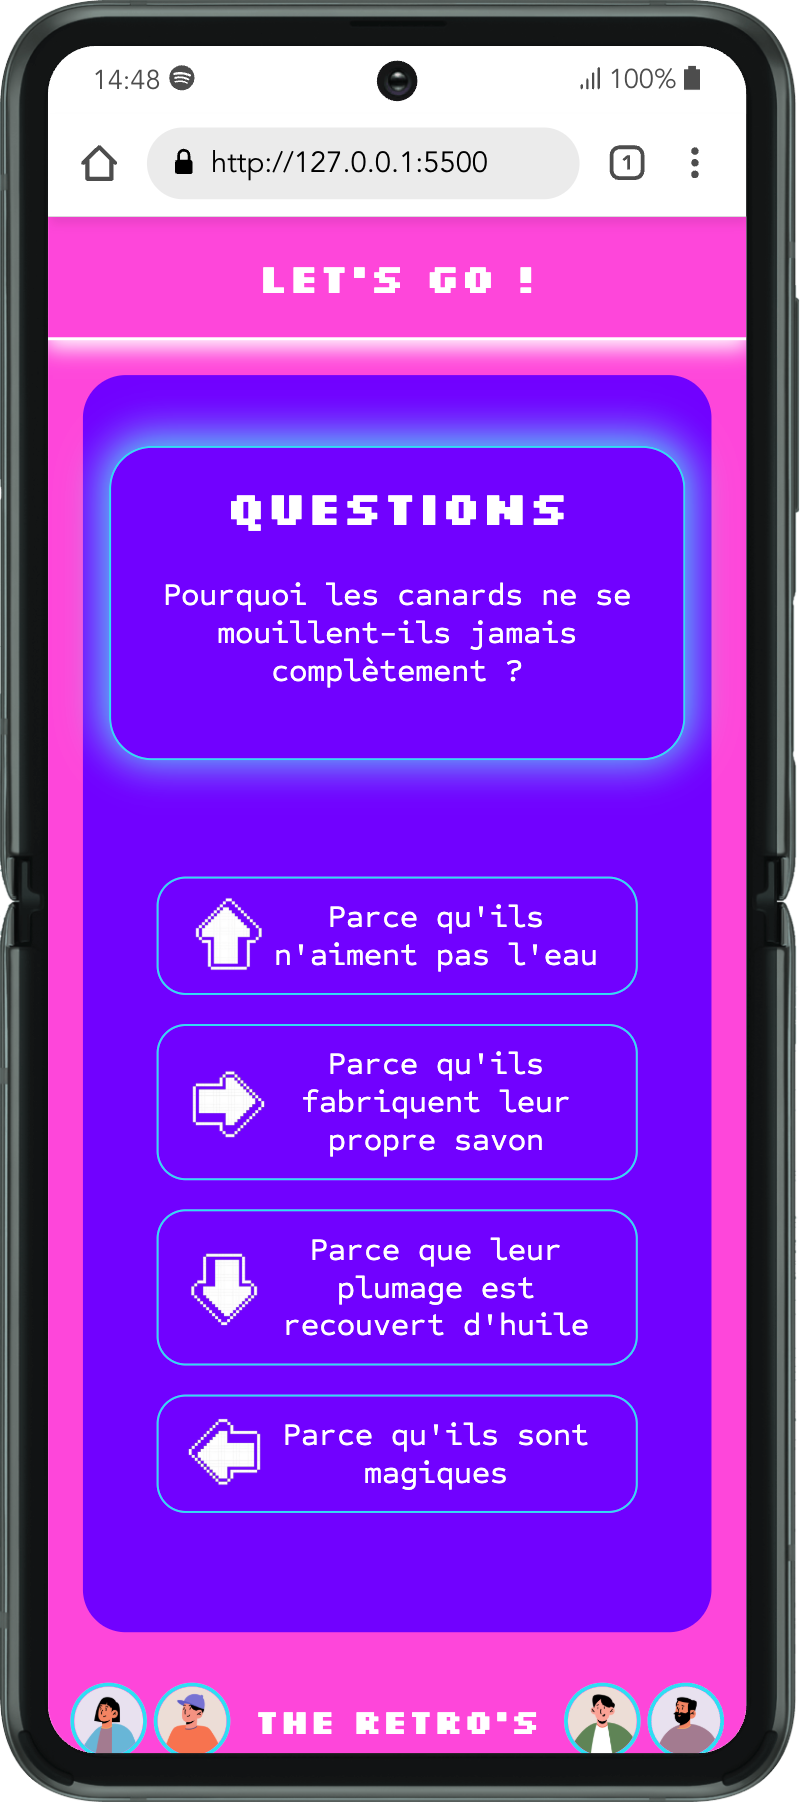 14:48
100%
http://127.0.0.1:5500
1
LET'S GO !
QUESTIONS
Pourquoi les canards ne se
mouillent-ils jamais
complètement ?
Parce qu'ils
n'aiment pas l'eau
Parce qu'ils
fabriquent leur
propre savon
Parce que leur
plumage est
recouvert d'huile
Parce qu'ils sont
magiques
THE RETRO'S